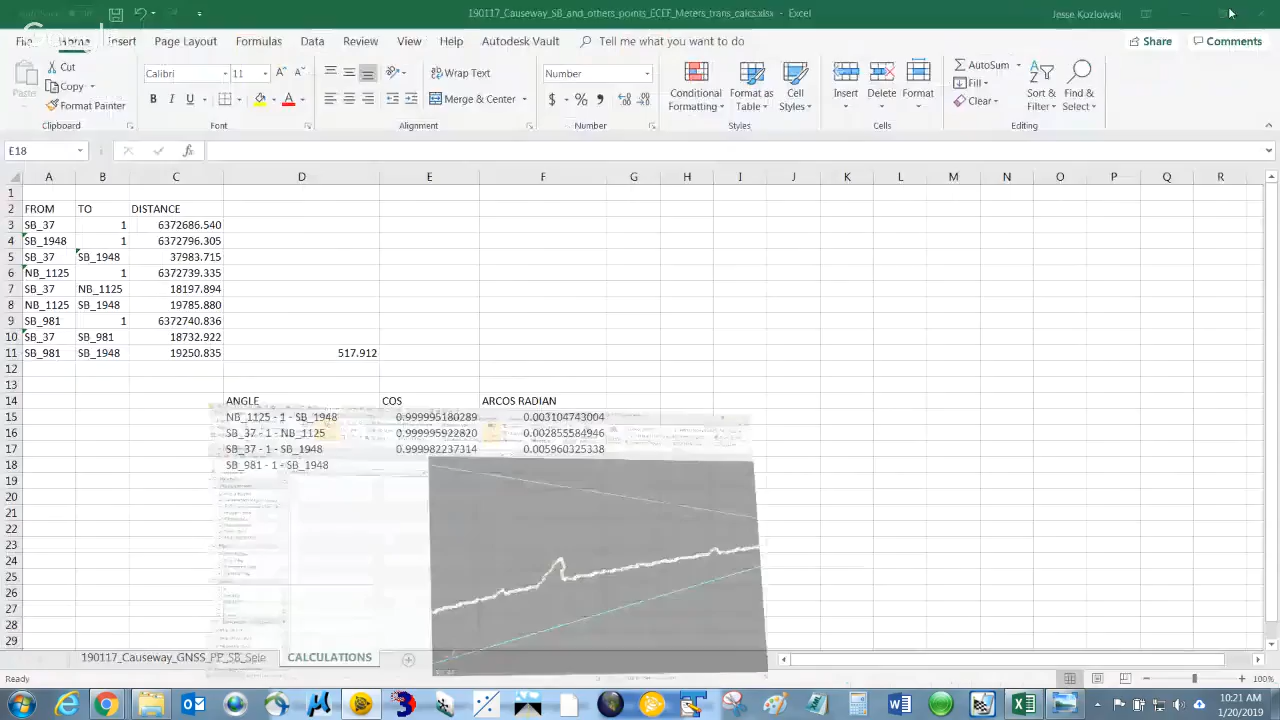 190117_Causeway_SB_and_others_points_ECEF_Meters_trans_calcs.xlsx - Excel
Jesse Kozlowski
File Home Insert Page Layout Formulas Data Review View Help Autodesk Vault Tell me what you want to do Share Comments
Paste Cut Copy Format Painter
Calibri 11
Wrap Text Merge & Center
Number $ % ,
Conditional Formatting Format as Table Cell Styles
Insert Delete Format
AutoSum Fill Clear Sort & Filter Find & Select
Clipboard Font Alignment Number Styles Cells Editing
E18 fx
A B C D E F G H I J K L M N O P Q R
1
2 FROM TO DISTANCE
3 SB_37 1 6372686.540
4 SB_1948 1 6372796.305
5 SB_37 SB_1948 37983.715
6 NB_1125 1 6372739.335
7 SB_37 NB_1125 18197.894
8 NB_1125 SB_1948 19785.880
9 SB_981 1 6372740.836
10 SB_37 SB_981 18732.922
11 SB_981 SB_1948 19250.835 517.912
12
13
14 ANGLE COS ARCOS RADIAN
15 NB_1125 - 1 - SB_1948 0.999995180289 0.003104743004
16 SB_37 - 1 - NB_1125
17 SB_37 - 1 - SB_1948 0.999982237314 0.005960325338
18 SB_981 - 1 - SB_1948
19
20
21
22
23
24
25
26
27
28
29
CALCULATIONS
Ready 100%
10:21 AM
1/20/2019